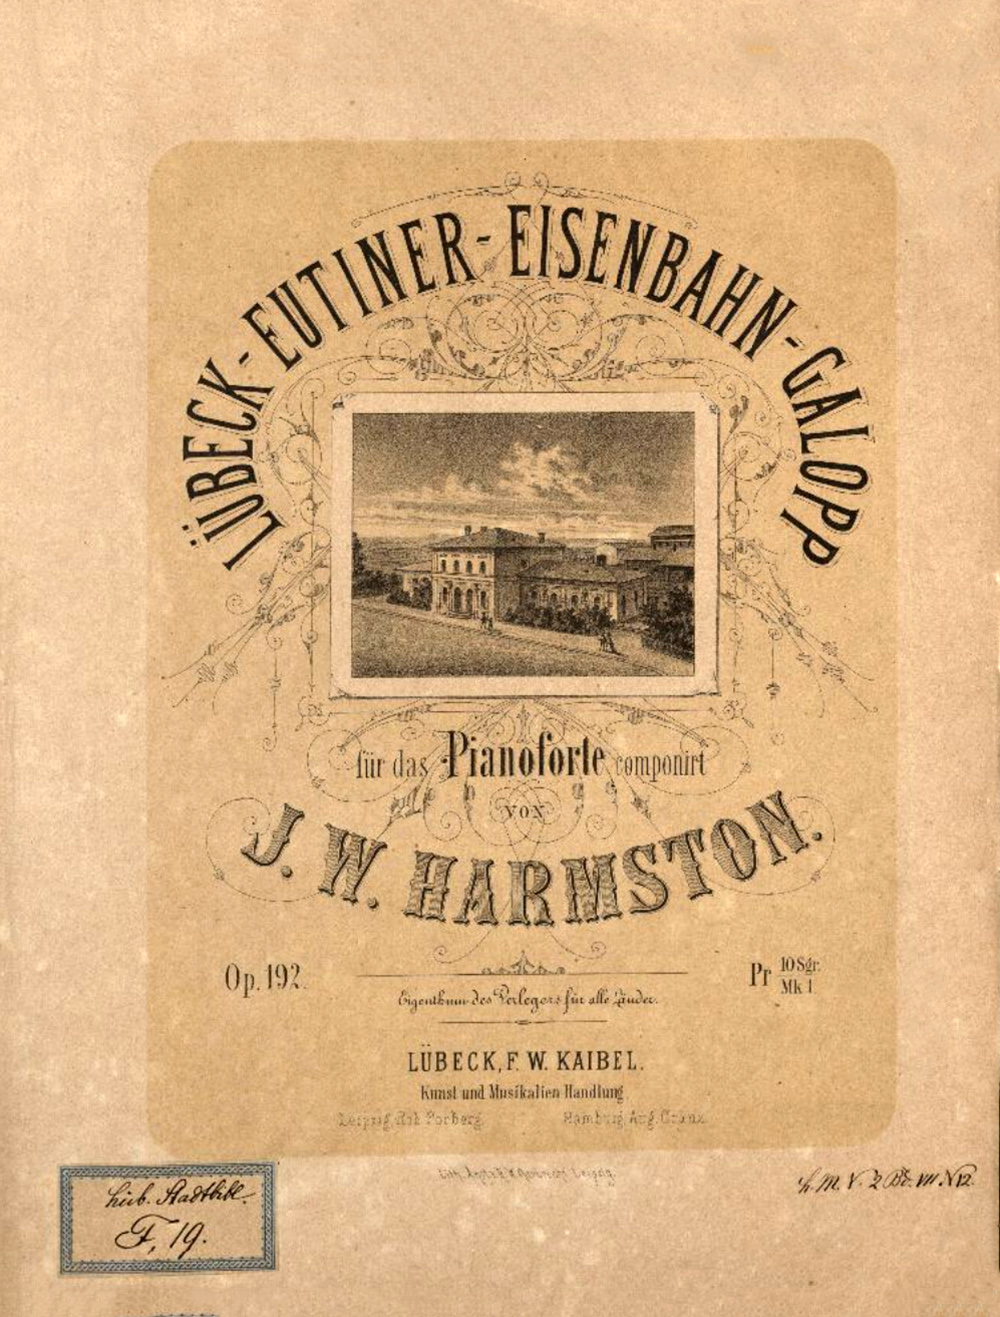 LÜBECK-EUTINER-EISENBAHN-GALOPP
für das Pianoforte componirt
von
J. W. HARMSTON.
Op. 192.
Pr 10 Sgr.
Mk 1
Eigenthum des Verlegers für alle Länder.
LÜBECK, F. W. KAIBEL.
Kunst und Musikalien Handlung
Leipzig, Rob. Forberg.
Hamburg, Aug. Cranz.
Lüb. Stadtbibl.
F, 19.